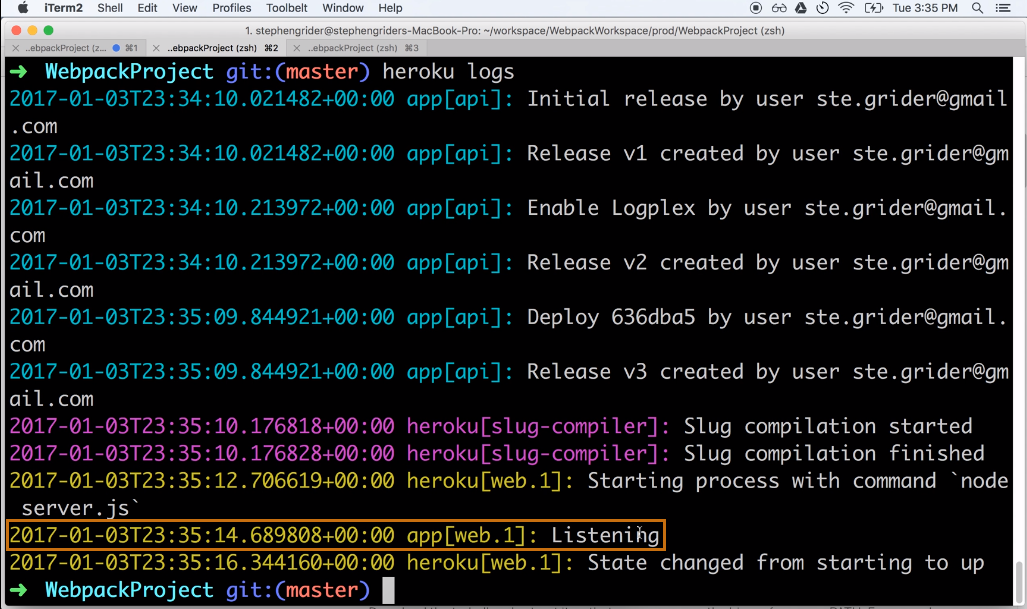 iTerm2 Shell Edit View Profiles Toolbelt Window Help Tue 3:35 PM
1. stephengrider@stephengriders-MacBook-Pro: ~/workspace/WebpackWorkspace/prod/WebpackProject (zsh)
..ebpackProject (z... ⌘1 ..ebpackProject (zsh) ⌘2 ..ebpackProject (zsh) ⌘3
➜ WebpackProject git:(master) heroku logs
2017-01-03T23:34:10.021482+00:00 app[api]: Initial release by user ste.grider@gmail
.com
2017-01-03T23:34:10.021482+00:00 app[api]: Release v1 created by user ste.grider@gm
ail.com
2017-01-03T23:34:10.213972+00:00 app[api]: Enable Logplex by user ste.grider@gmail.
com
2017-01-03T23:34:10.213972+00:00 app[api]: Release v2 created by user ste.grider@gm
ail.com
2017-01-03T23:35:09.844921+00:00 app[api]: Deploy 636dba5 by user ste.grider@gmail.
com
2017-01-03T23:35:09.844921+00:00 app[api]: Release v3 created by user ste.grider@gm
ail.com
2017-01-03T23:35:10.176818+00:00 heroku[slug-compiler]: Slug compilation started
2017-01-03T23:35:10.176828+00:00 heroku[slug-compiler]: Slug compilation finished
2017-01-03T23:35:12.706619+00:00 heroku[web.1]: Starting process with command `node
server.js`
2017-01-03T23:35:14.689808+00:00 app[web.1]: Listening
2017-01-03T23:35:16.344160+00:00 heroku[web.1]: State changed from starting to up
➜ WebpackProject git:(master)